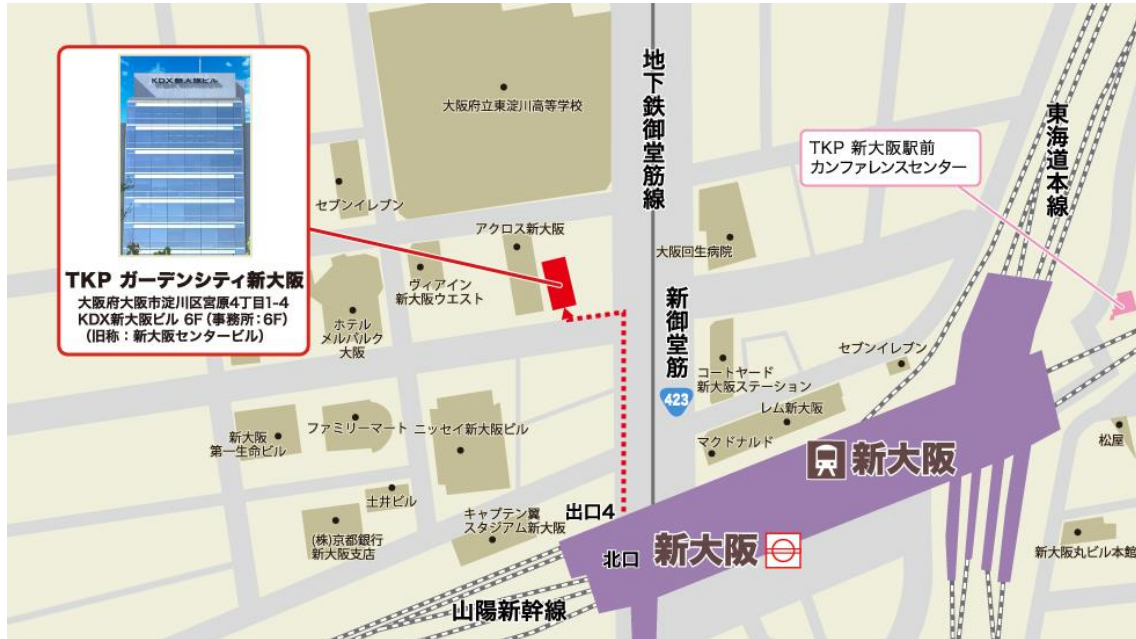 KDX新大阪ビル
TKP ガーデンシティ新大阪
大阪府大阪市淀川区宮原4丁目1-4
KDX新大阪ビル 6F (事務所:6F)
(旧称:新大阪センタービル)
大阪府立東淀川高等学校
地下鉄御堂筋線
東海道本線
TKP 新大阪駅前
カンファレンスセンター
セブンイレブン
アクロス新大阪
大阪回生病院
ヴィアイン
新大阪ウエスト
新御堂筋
423
ホテル
メルパルク
大阪
セブンイレブン
コートヤード
新大阪ステーション
レム新大阪
マクドナルド
新大阪
第一生命ビル
ファミリーマート
ニッセイ新大阪ビル
新大阪
松屋
土井ビル
出口4
キャプテン翼
スタジアム新大阪
(株)京都銀行
新大阪支店
北口
新大阪
新大阪丸ビル本館
山陽新幹線